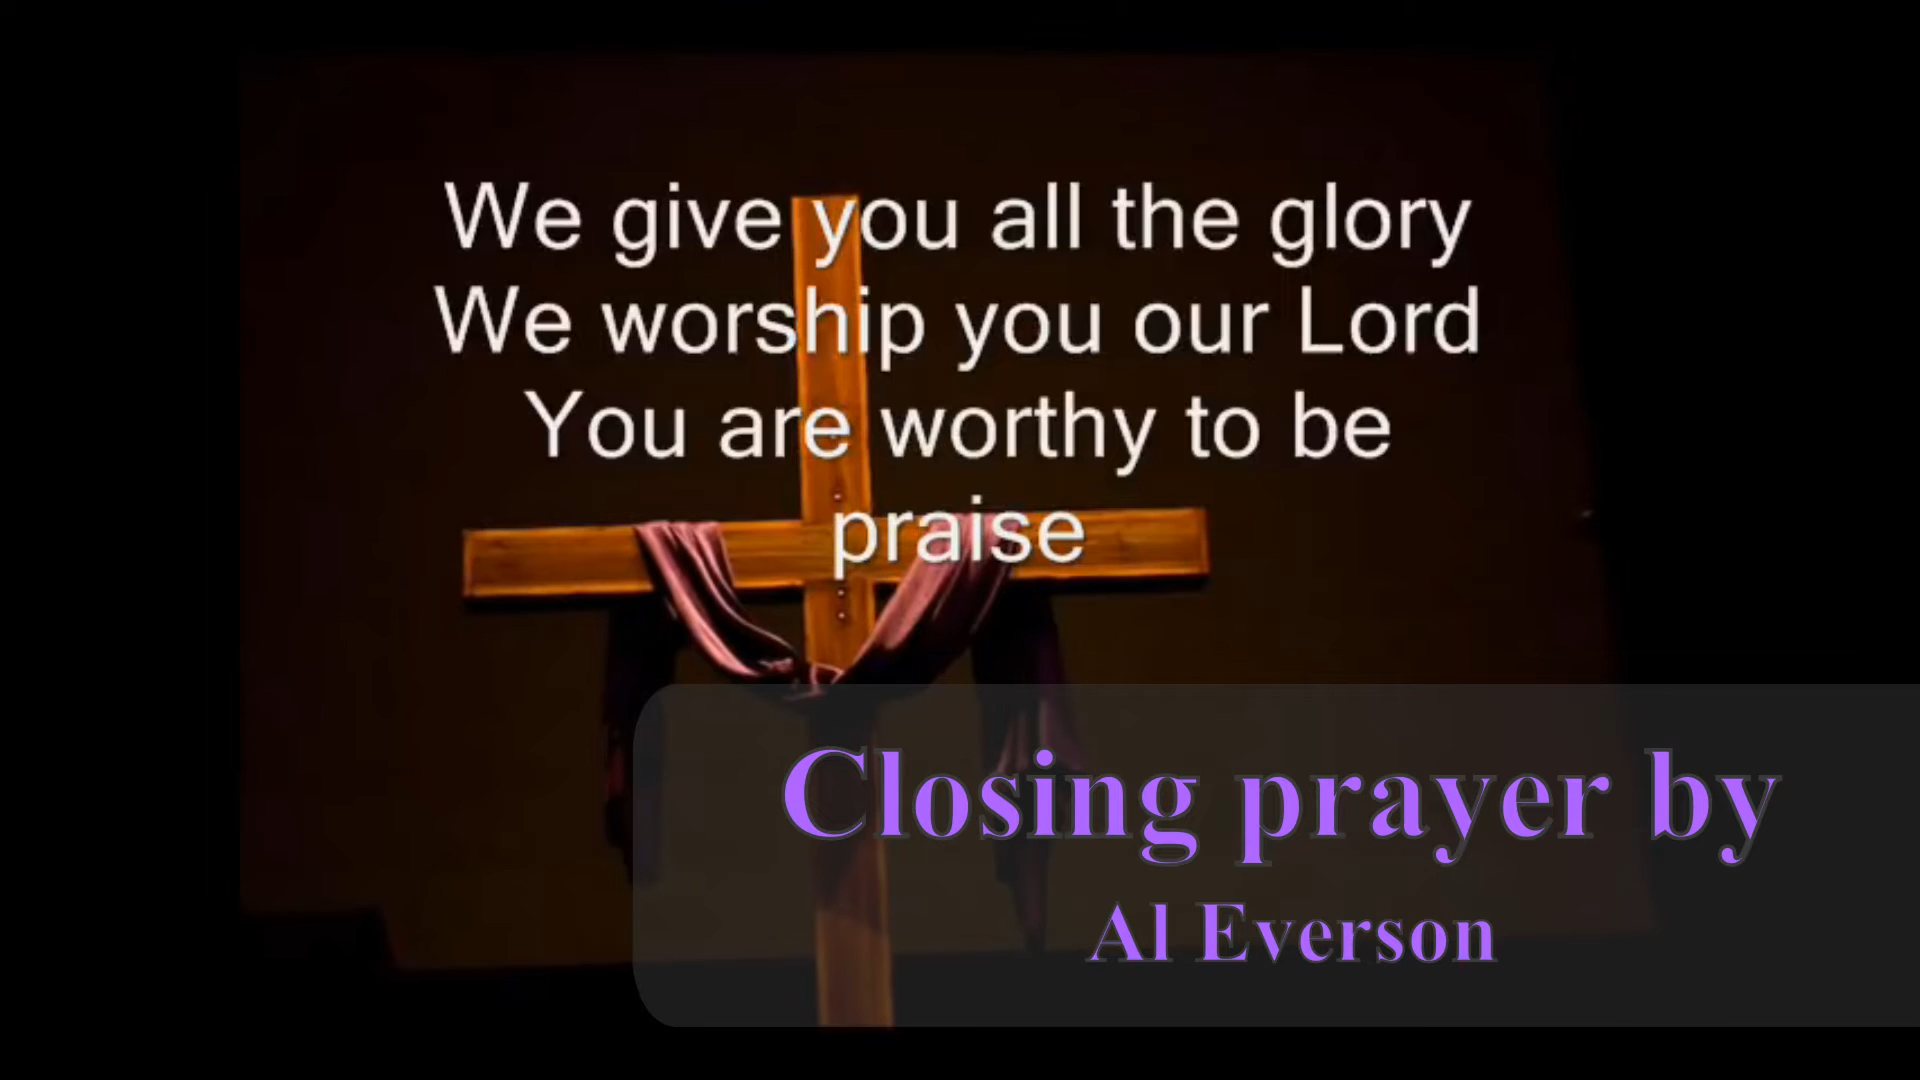 We give you all the glory
We worship you our Lord
You are worthy to be
praise
Closing prayer by
Al Everson